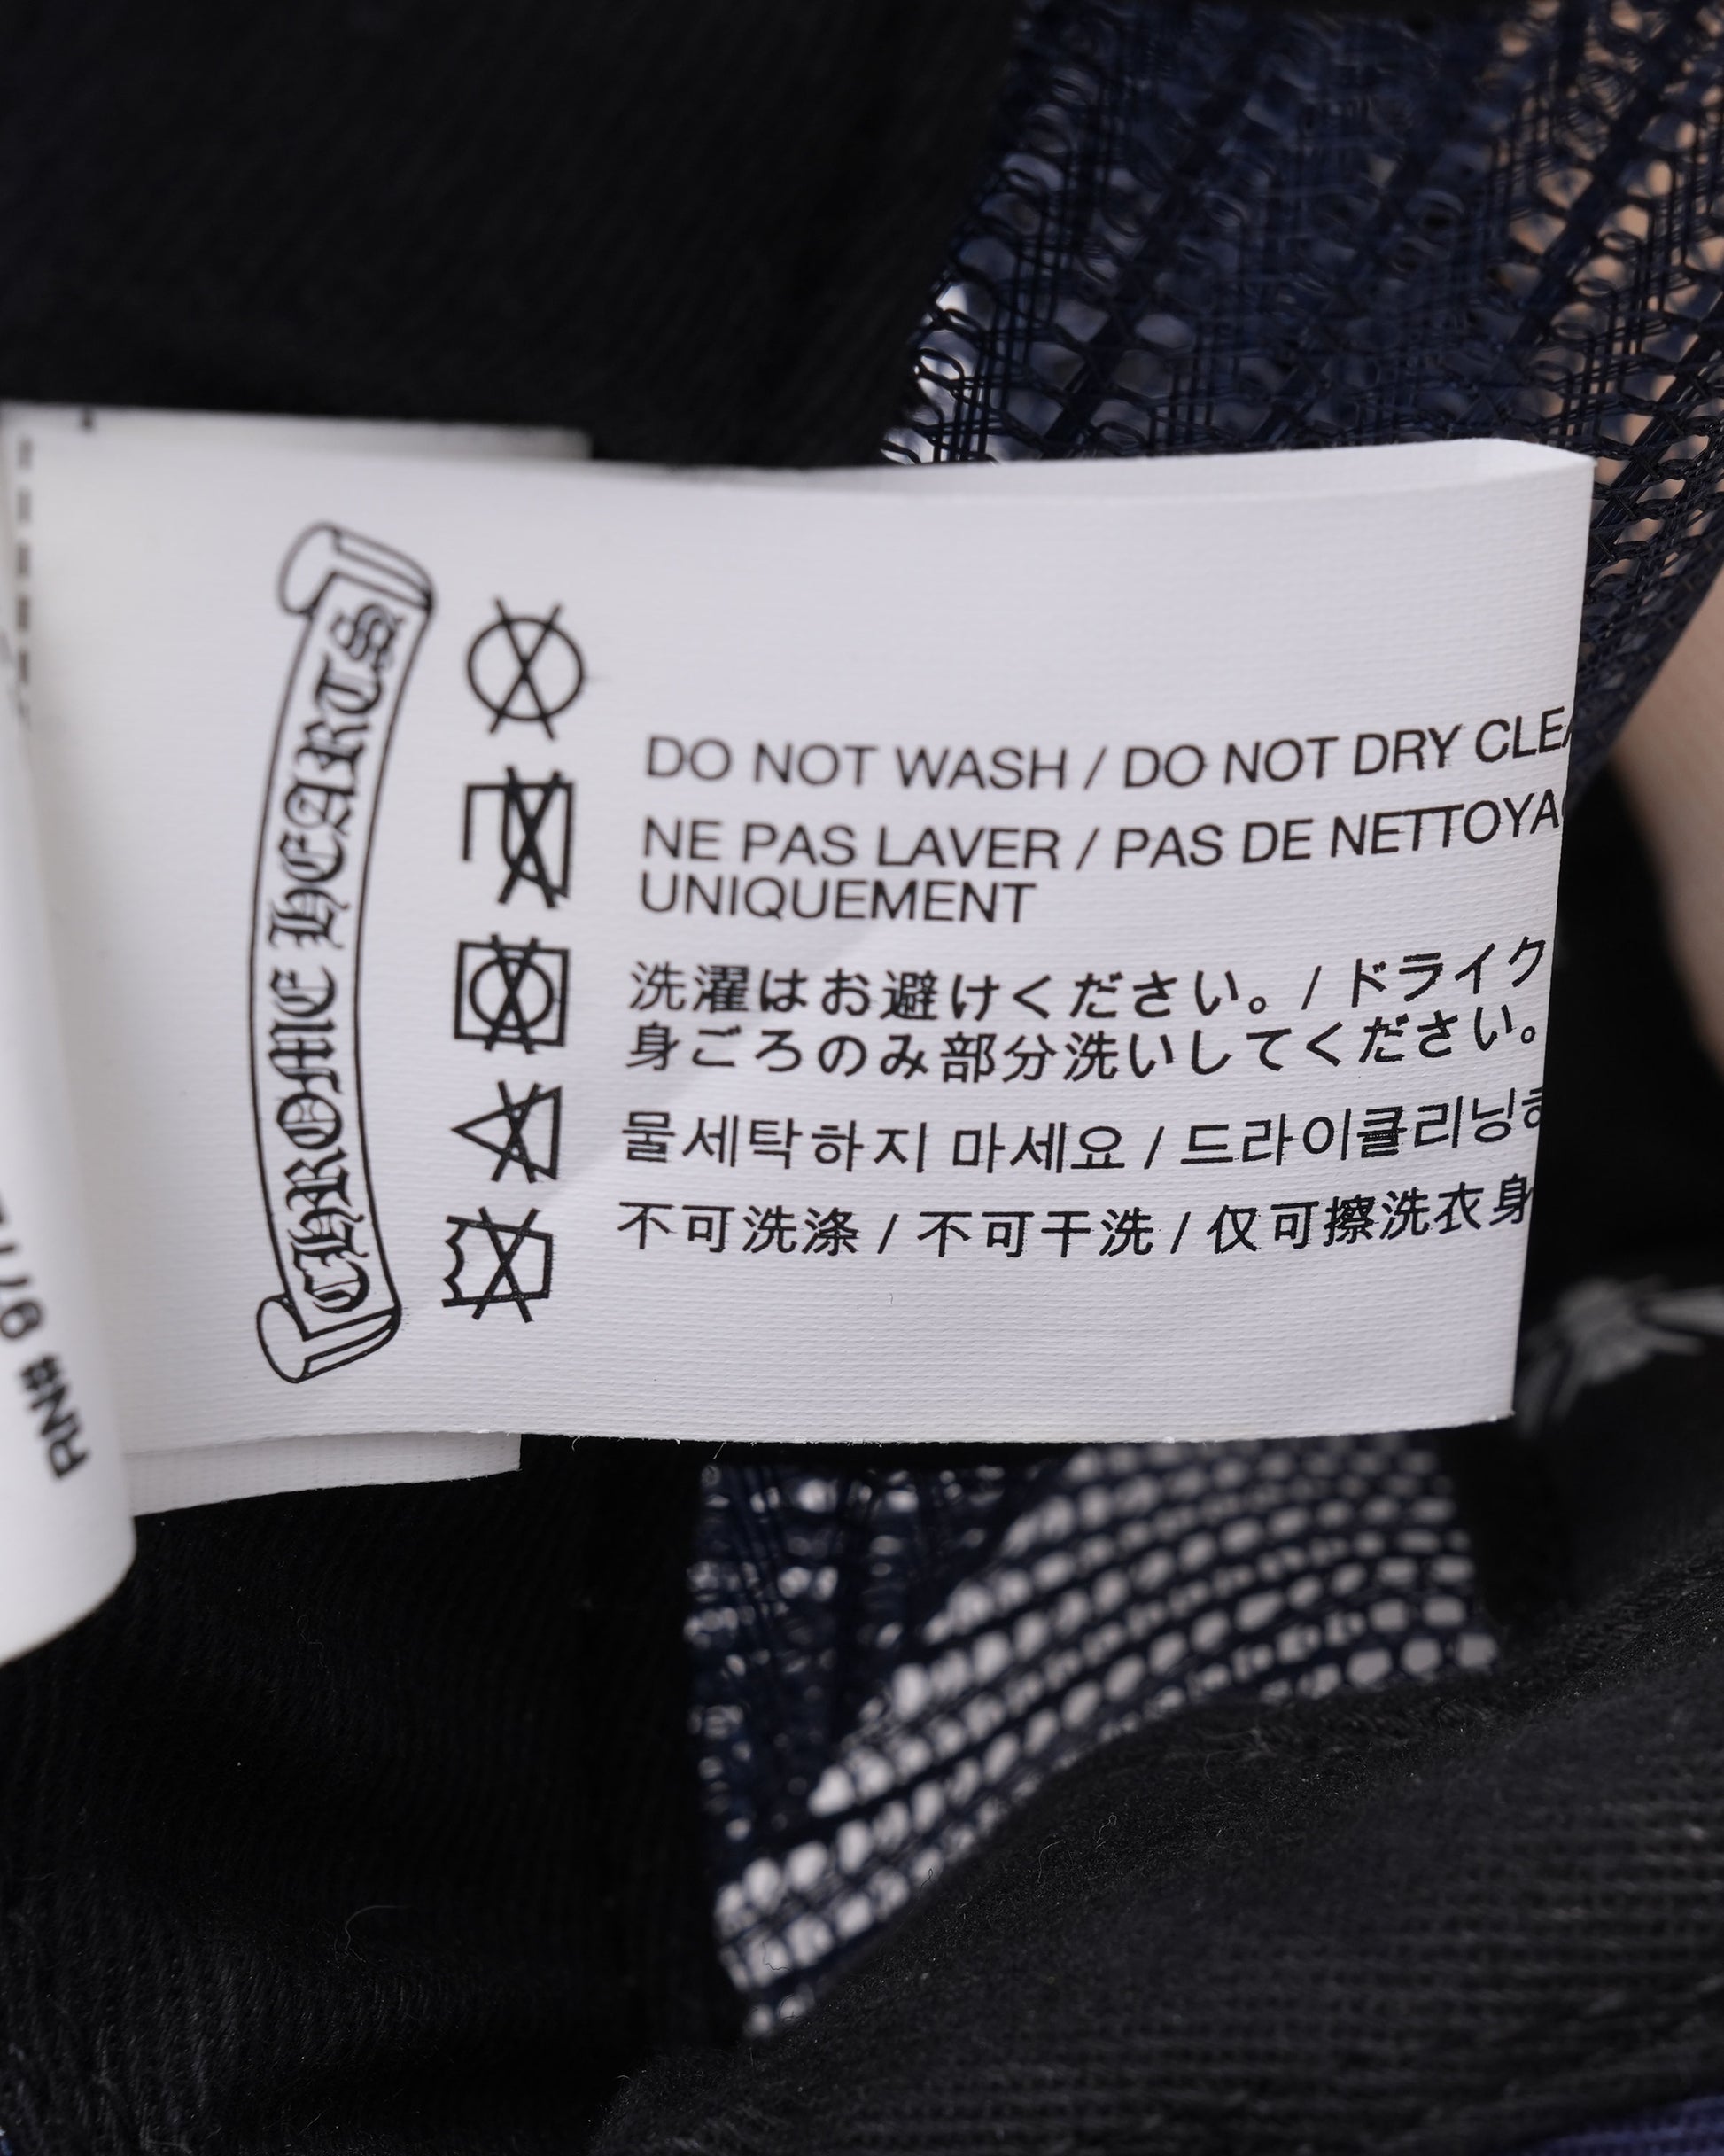 CHROME HEARTS
DO NOT WASH / DO NOT DRY CLEA
NE PAS LAVER / PAS DE NETTOYAG
UNIQUEMENT
洗濯はお避けください。/ ドライク
身ごろのみ部分洗いしてください。
물세탁하지 마세요 / 드라이클리닝하
不可洗涤 / 不可干洗 / 仅可擦洗衣身
RN#